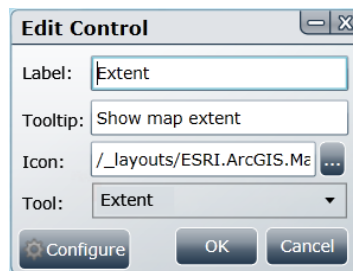 Edit Control
Label: Extent
Tooltip: Show map extent
Icon: /_layouts/ESRI.ArcGIS.Ma ...
Tool: Extent
Configure OK Cancel